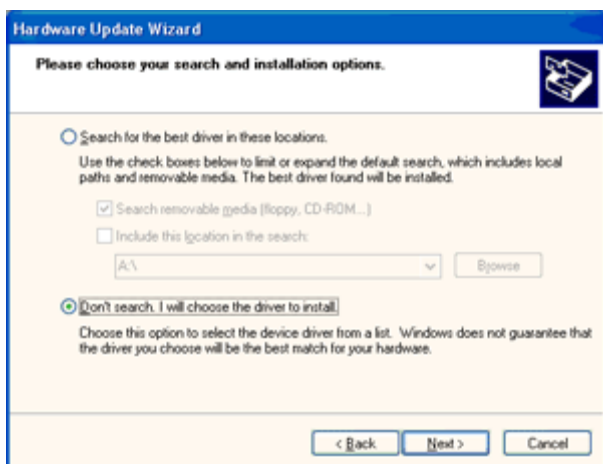 Hardware Update Wizard
Please choose your search and installation options.
Search for the best driver in these locations.
Use the check boxes below to limit or expand the default search, which includes local
paths and removable media. The best driver found will be installed.
Search removable media (floppy, CD-ROM...)
Include this location in the search:
A:\
Browse
Don't search. I will choose the driver to install.
Choose this option to select the device driver from a list. Windows does not guarantee that
the driver you choose will be the best match for your hardware.
< Back
Next >
Cancel